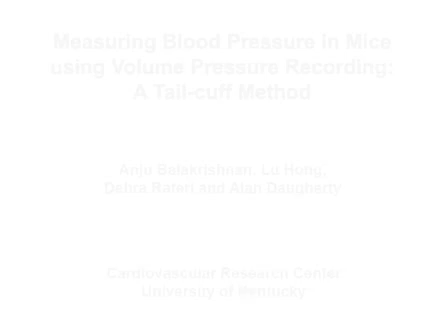 Measuring Blood Pressure in Mice
using Volume Pressure Recording:
A Tail-cuff Method
Anju Balakrishnan, Lu Hong,
Debra Rateri and Alan Daugherty
Cardiovascular Research Center
University of Kentucky